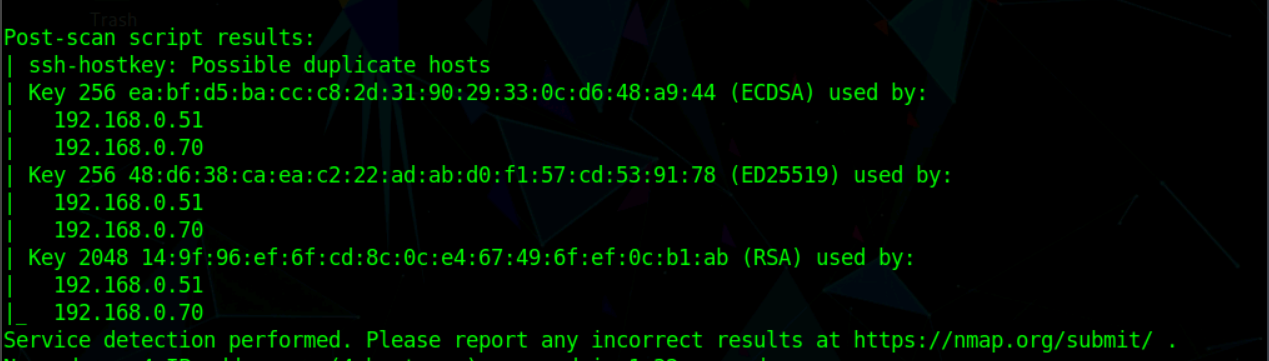 Trash
Post-scan script results:
| ssh-hostkey: Possible duplicate hosts
| Key 256 ea:bf:d5:ba:cc:c8:2d:31:90:29:33:0c:d6:48:a9:44 (ECDSA) used by:
|   192.168.0.51
|   192.168.0.70
| Key 256 48:d6:38:ca:ea:c2:22:ad:ab:d0:f1:57:cd:53:91:78 (ED25519) used by:
|   192.168.0.51
|   192.168.0.70
| Key 2048 14:9f:96:ef:6f:cd:8c:0c:e4:67:49:6f:ef:0c:b1:ab (RSA) used by:
|   192.168.0.51
|_  192.168.0.70
Service detection performed. Please report any incorrect results at https://nmap.org/submit/ .